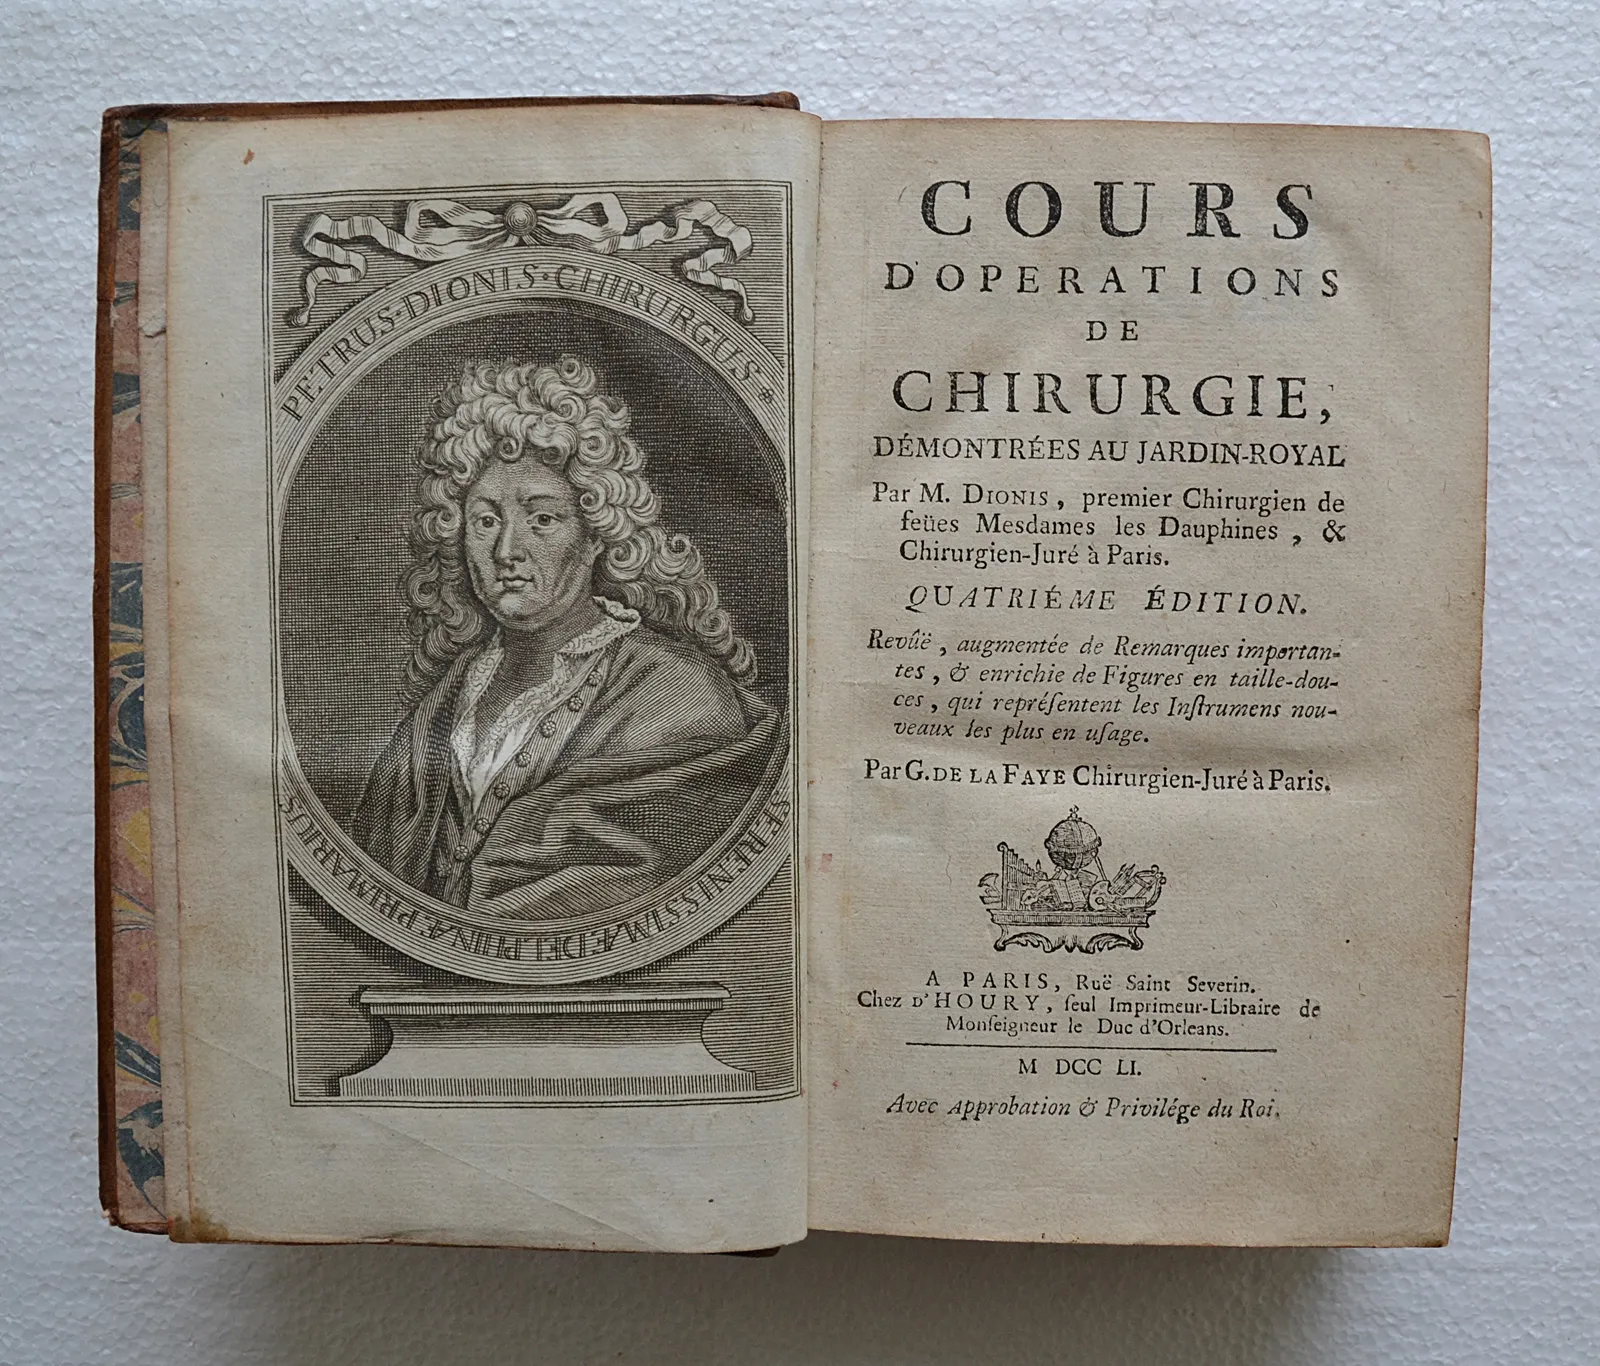 PETRUS·DIONIS·CHIRURGUS
SERENISSIMÆ DELPHINÆ PRIMARIUS
COURS
D'OPERATIONS
DE
CHIRURGIE,
DÉMONTRÉES AU JARDIN-ROYAL
Par M. DIONIS, premier Chirurgien de
feües Mesdames les Dauphines, &
Chirurgien-Juré à Paris.
QUATRIÉME ÉDITION.
Revûë, augmentée de Remarques importan-
tes, & enrichie de Figures en taille-dou-
ces, qui repréſentent les Inſtrumens nou-
veaux les plus en uſage.
Par G. DE LA FAYE Chirurgien-Juré à Paris.
A PARIS, Ruë Saint Severin.
Chez D'HOURY, ſeul Imprimeur-Libraire de
Monſeigneur le Duc d'Orleans.
M DCC LI.
Avec Approbation & Privilége du Roi.